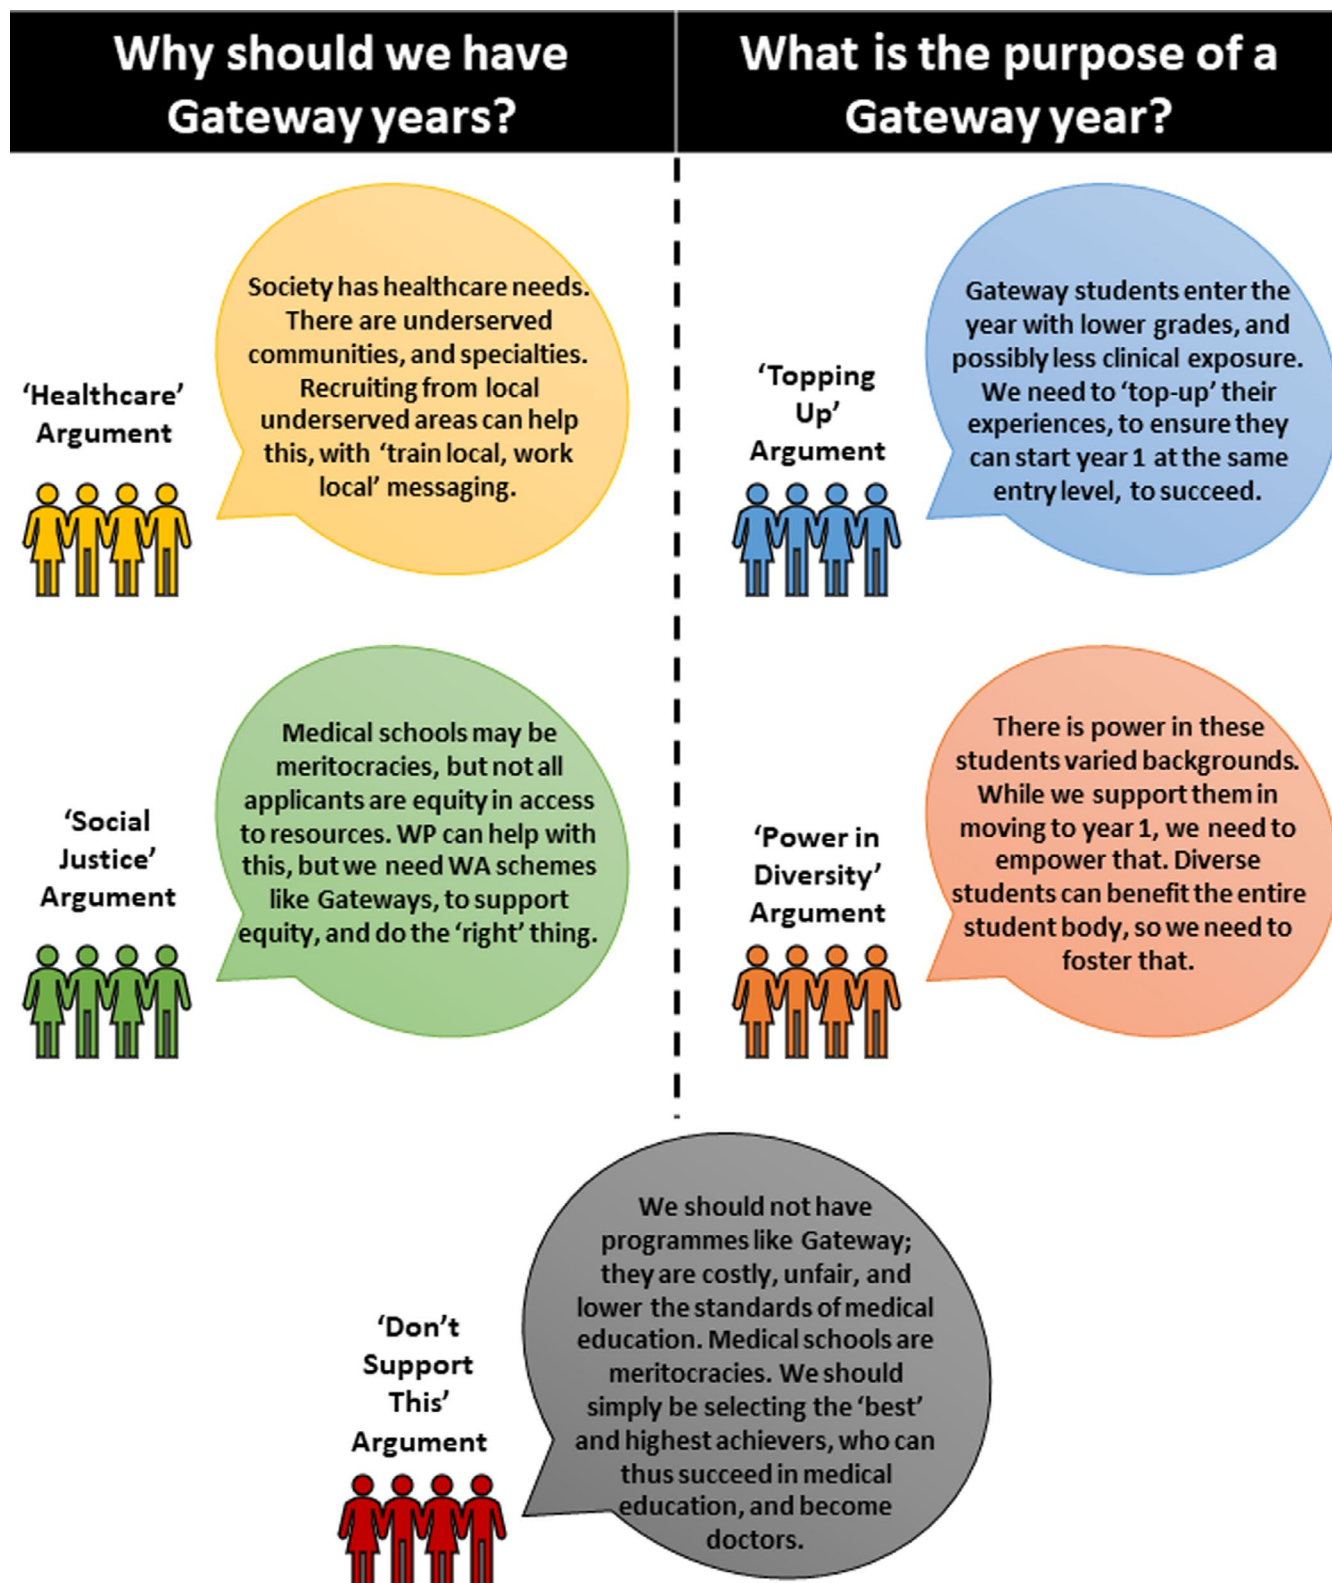 Why should we have
Gateway years?
What is the purpose of a
Gateway year?
‘Healthcare’
Argument
Society has healthcare needs.
There are underserved
communities, and specialties.
Recruiting from local
underserved areas can help
this, with ‘train local, work
local’ messaging.
‘Topping
Up’
Argument
Gateway students enter the
year with lower grades, and
possibly less clinical exposure.
We need to ‘top-up’ their
experiences, to ensure they
can start year 1 at the same
entry level, to succeed.
‘Social
Justice’
Argument
Medical schools may be
meritocracies, but not all
applicants are equity in access
to resources. WP can help with
this, but we need WA schemes
like Gateways, to support
equity, and do the ‘right’ thing.
‘Power in
Diversity’
Argument
There is power in these
students varied backgrounds.
While we support them in
moving to year 1, we need to
empower that. Diverse
students can benefit the entire
student body, so we need to
foster that.
‘Don’t
Support
This’
Argument
We should not have
programmes like Gateway;
they are costly, unfair, and
lower the standards of medical
education. Medical schools are
meritocracies. We should
simply be selecting the ‘best’
and highest achievers, who can
thus succeed in medical
education, and become
doctors.